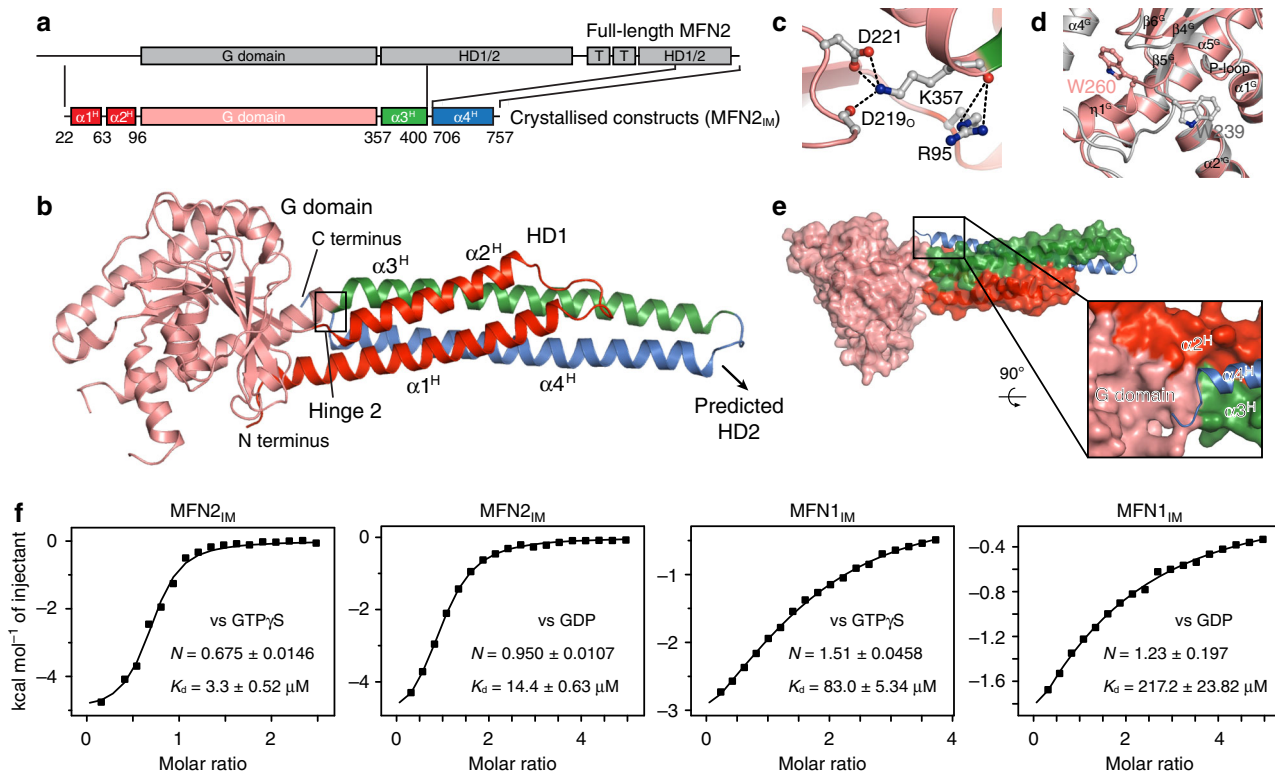 a
Full-length MFN2
G domain
HD1/2
T
T
HD1/2
α1ᴴ
α2ᴴ
G domain
α3ᴴ
α4ᴴ
Crystallised constructs (MFN2IM)
22 63 96 357 400 706 757
b
G domain
C terminus
α3ᴴ
α2ᴴ
HD1
α1ᴴ
α4ᴴ
Hinge 2
N terminus
Predicted
HD2
c
D221
K357
D219O
R95
d
α4ᴳ
β6ᴳ
β4ᴳ
α5ᴳ
β5ᴳ
P-loop
W260
α1ᴳ
η1ᴳ
W239
α2'ᴳ
e
90°
α2ᴴ
α4ᴴ
G domain
α3ᴴ
f
MFN2IM
kcal mol⁻¹ of injectant
0
−2
−4
vs GTPγS
N = 0.675 ± 0.0146
Kd = 3.3 ± 0.52 μM
0 1 2
Molar ratio
MFN2IM
0
−2
−4
vs GDP
N = 0.950 ± 0.0107
Kd = 14.4 ± 0.63 μM
0 2 4
Molar ratio
MFN1IM
−1
−2
−3
vs GTPγS
N = 1.51 ± 0.0458
Kd = 83.0 ± 5.34 μM
0 1 2 3 4
Molar ratio
MFN1IM
−0.4
−0.8
−1.2
−1.6
vs GDP
N = 1.23 ± 0.197
Kd = 217.2 ± 23.82 μM
0 2 4
Molar ratio